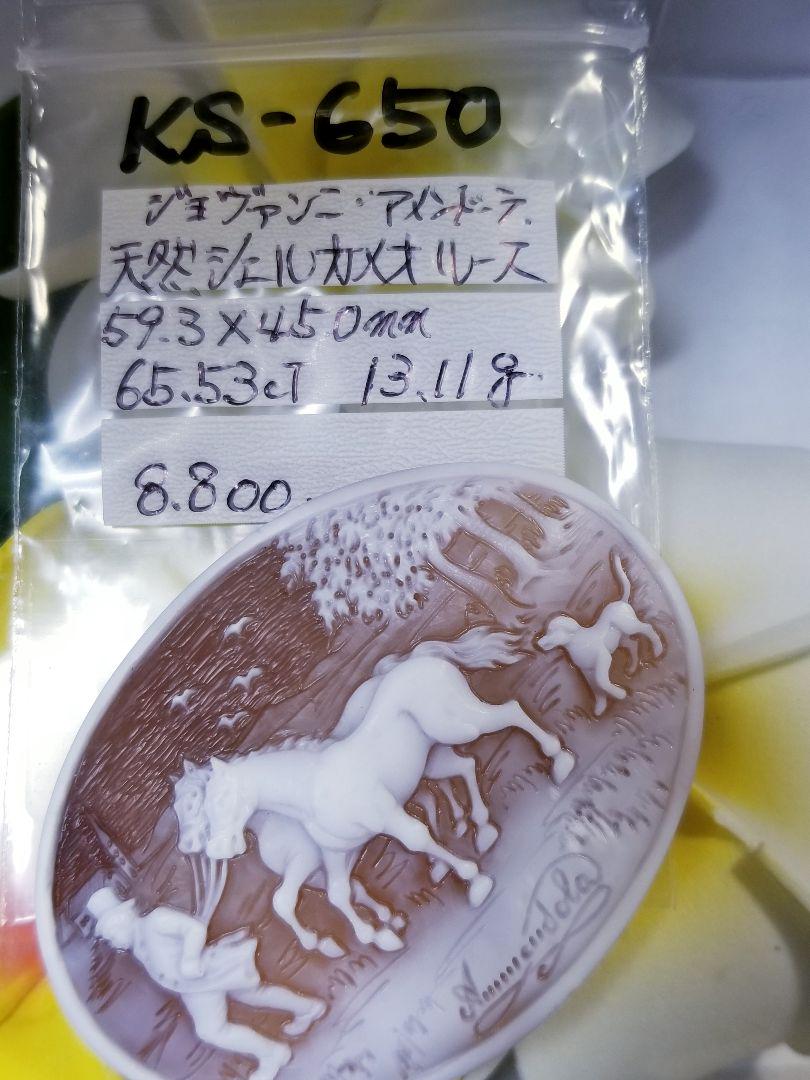 KS-650
ジョヴァンニ・アメンドーラ
天然シェルカメオルース
59.3×45.0mm
65.53ct 13.11g
8.800
Ammendola